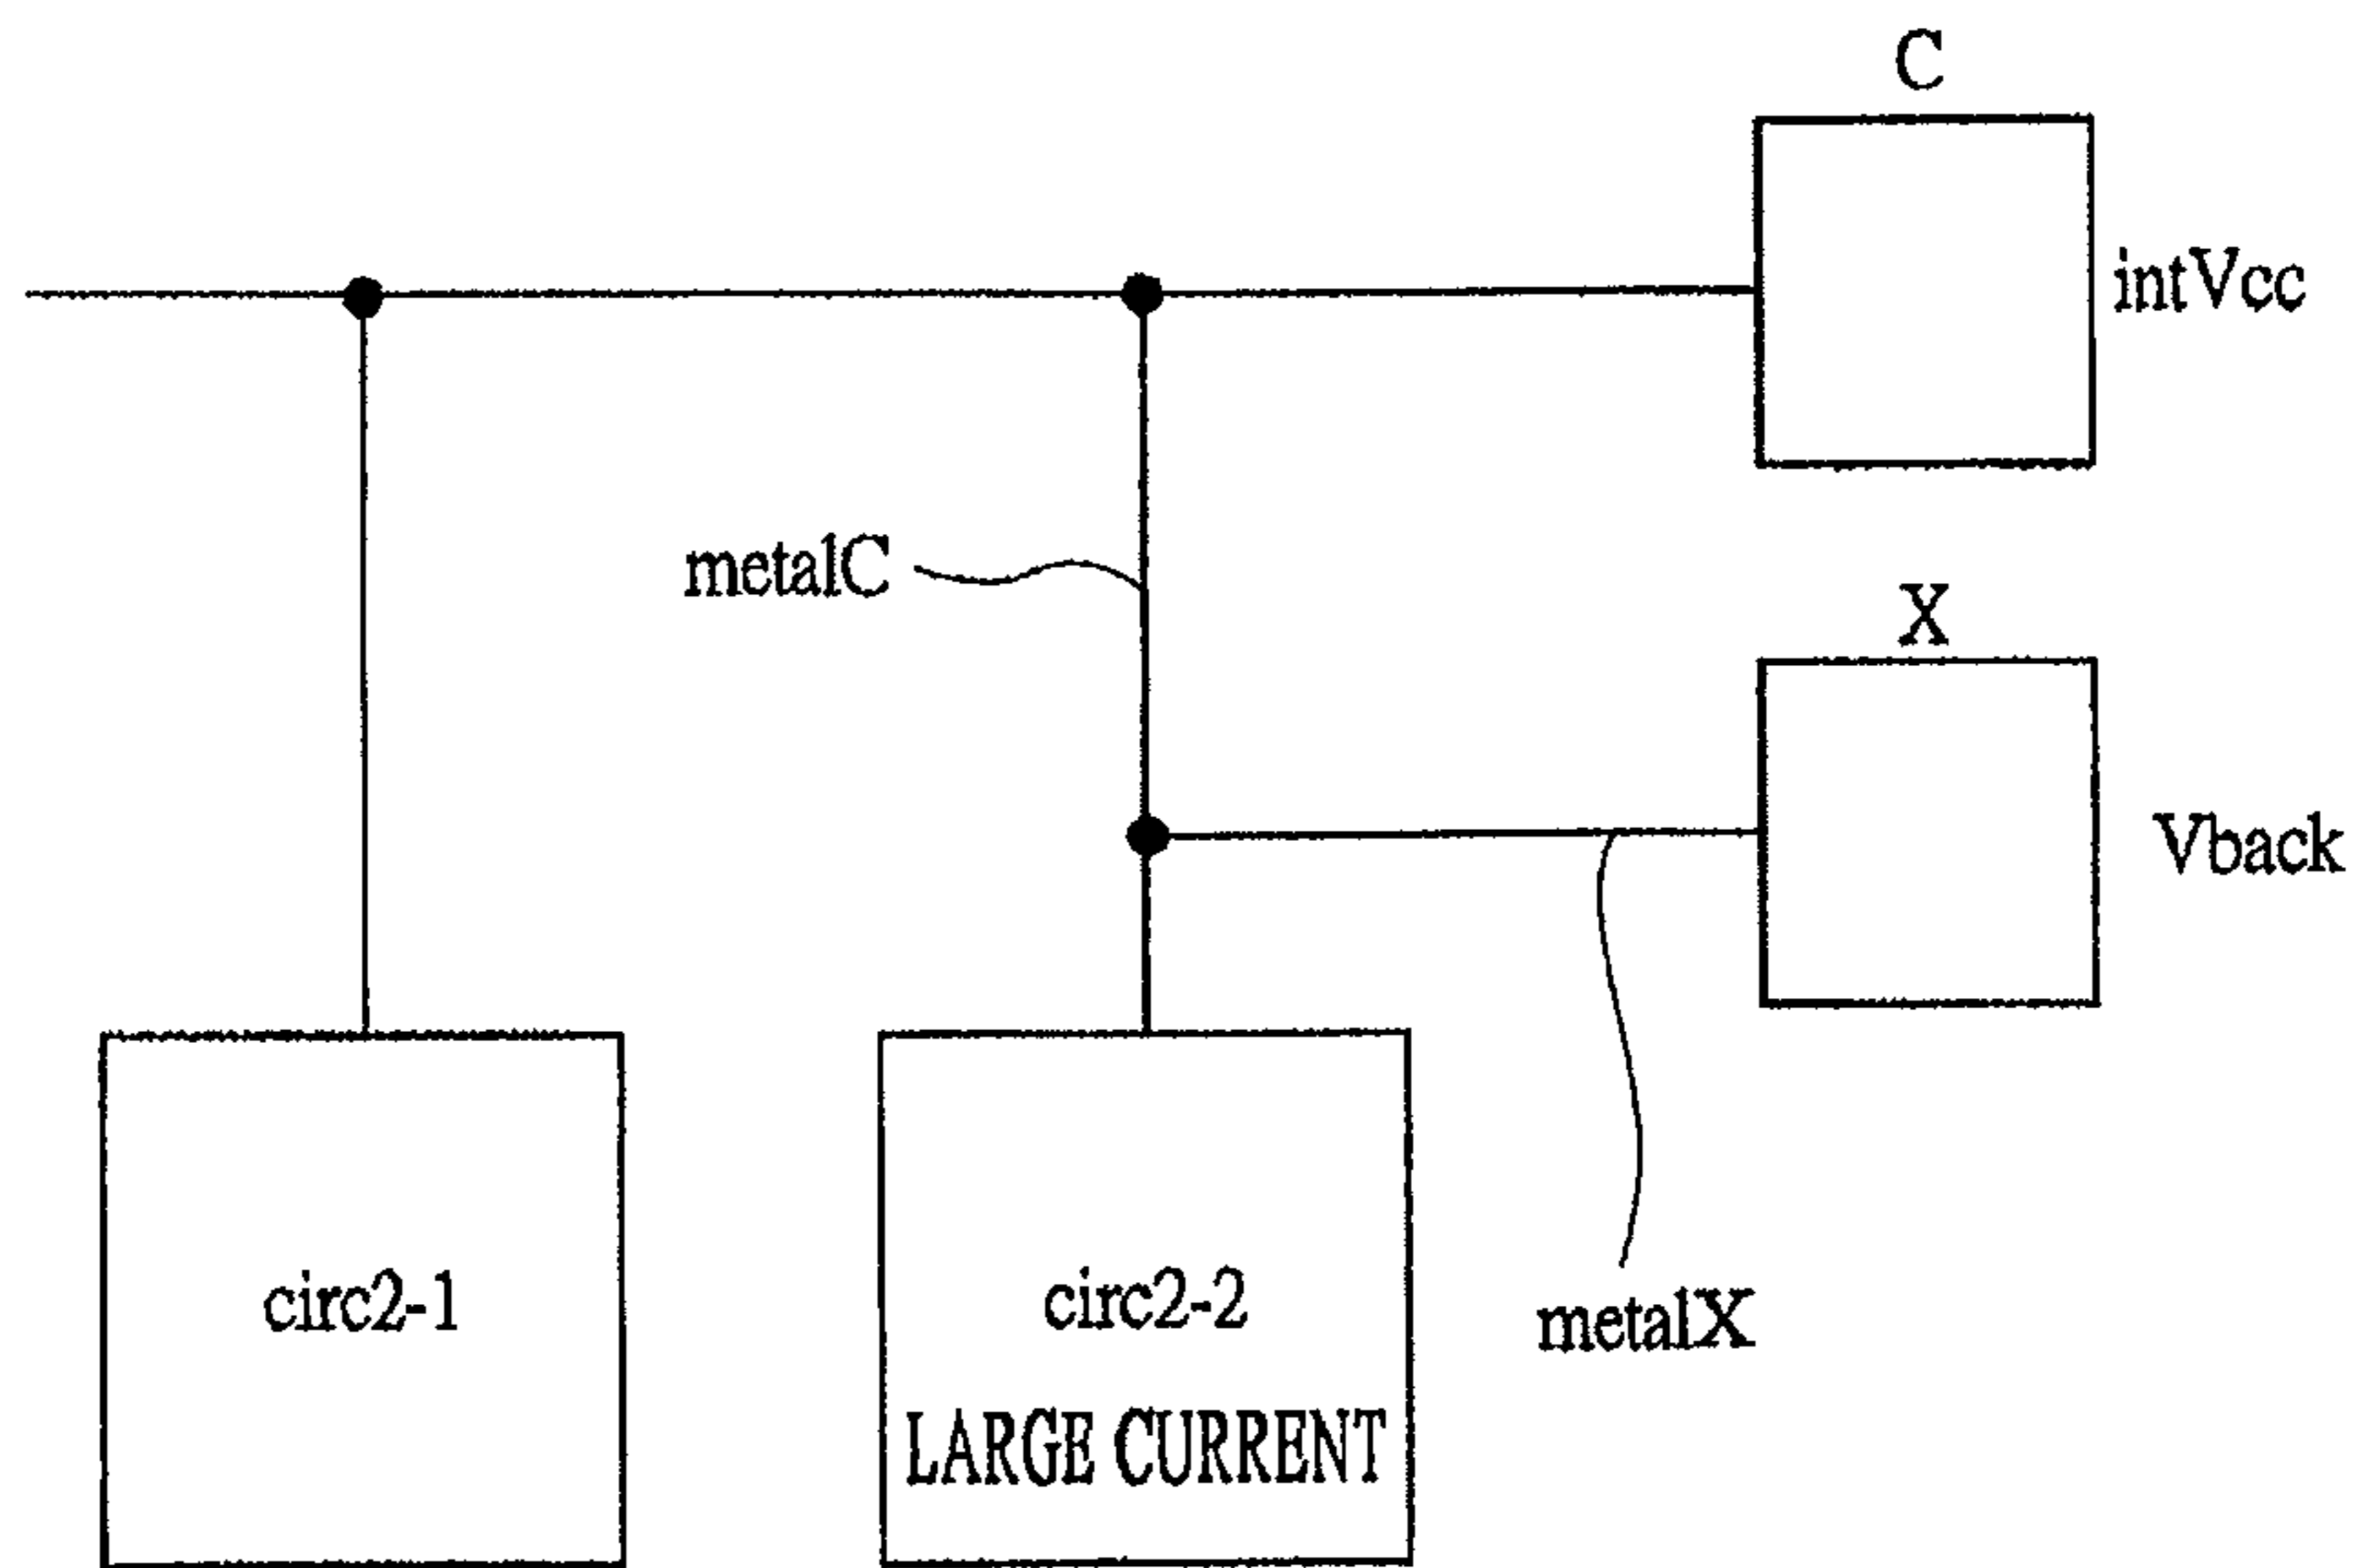 C
intVcc
metalC
X
Vback
circ2-1
circ2-2
LARGE CURRENT
metalX